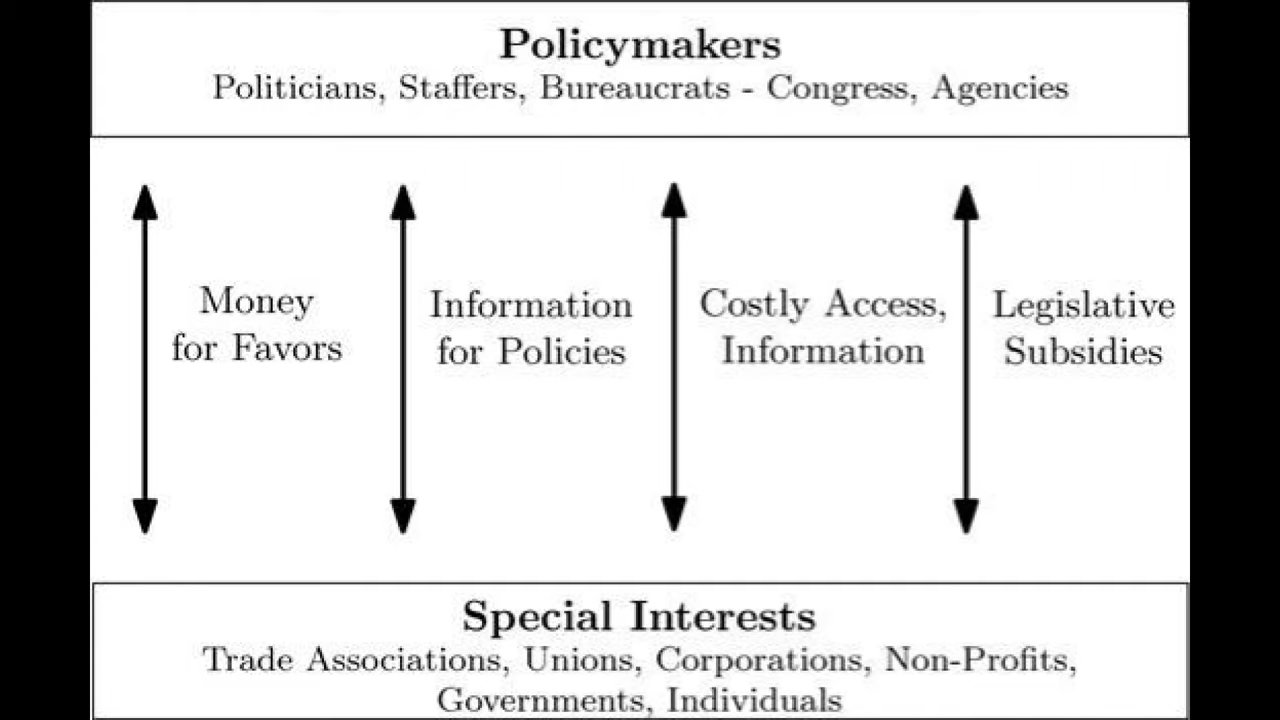 Policymakers
Politicians, Staffers, Bureaucrats - Congress, Agencies
Money
for Favors
Information
for Policies
Costly Access,
Information
Legislative
Subsidies
Special Interests
Trade Associations, Unions, Corporations, Non-Profits,
Governments, Individuals